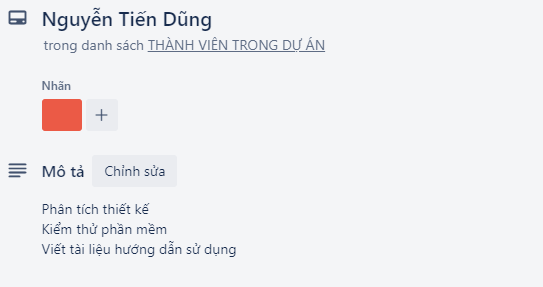 Nguyễn Tiến Dũng
trong danh sách THÀNH VIÊN TRONG DỰ ÁN
Nhãn
+
Mô tả Chỉnh sửa
Phân tích thiết kế
Kiểm thử phần mềm
Viết tài liệu hướng dẫn sử dụng